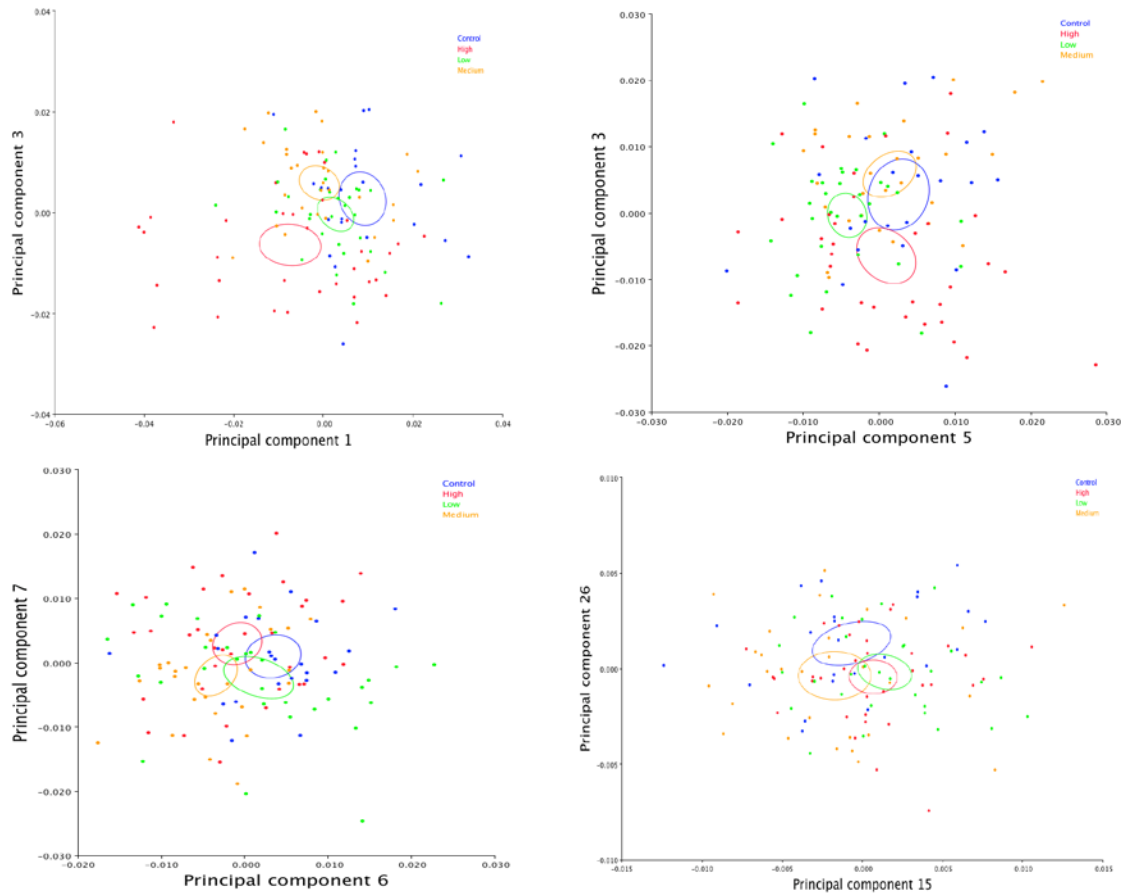 0.04
Control
High
Low
Medium
0.02
0.00
−0.02
−0.04
−0.06
−0.04
−0.02
0.00
0.02
0.04
Principal component 3
Principal component 1
0.030
Control
High
Low
Medium
0.020
0.010
0.000
−0.010
−0.020
−0.030
−0.030
−0.020
−0.010
0.000
0.010
0.020
0.030
Principal component 3
Principal component 5
0.030
Control
High
Low
Medium
0.020
0.010
0.000
−0.010
−0.020
−0.030
−0.020
−0.010
0.000
0.010
0.020
0.030
Principal component 7
Principal component 6
0.010
Control
High
Low
Medium
0.005
0.000
−0.005
−0.010
−0.015
−0.010
−0.005
0.000
0.005
0.010
0.015
Principal component 26
Principal component 15